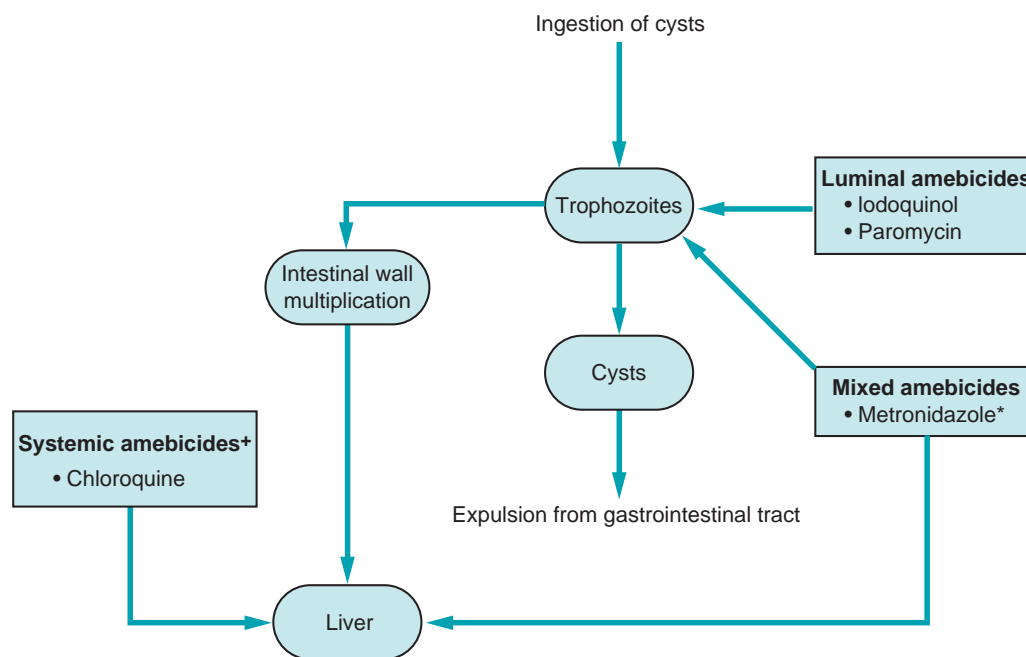 Ingestion of cysts
Trophozoites
Luminal amebicides
• Iodoquinol
• Paromycin
Intestinal wall
multiplication
Cysts
Mixed amebicides
• Metronidazole*
Systemic amebicides+
• Chloroquine
Expulsion from gastrointestinal tract
Liver